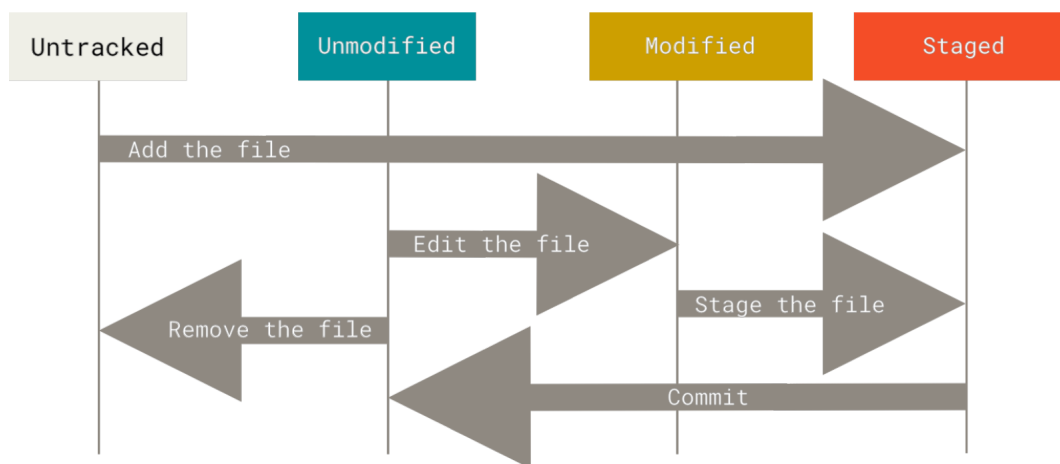 Untracked
Unmodified
Modified
Staged
Add the file
Edit the file
Stage the file
Remove the file
Commit